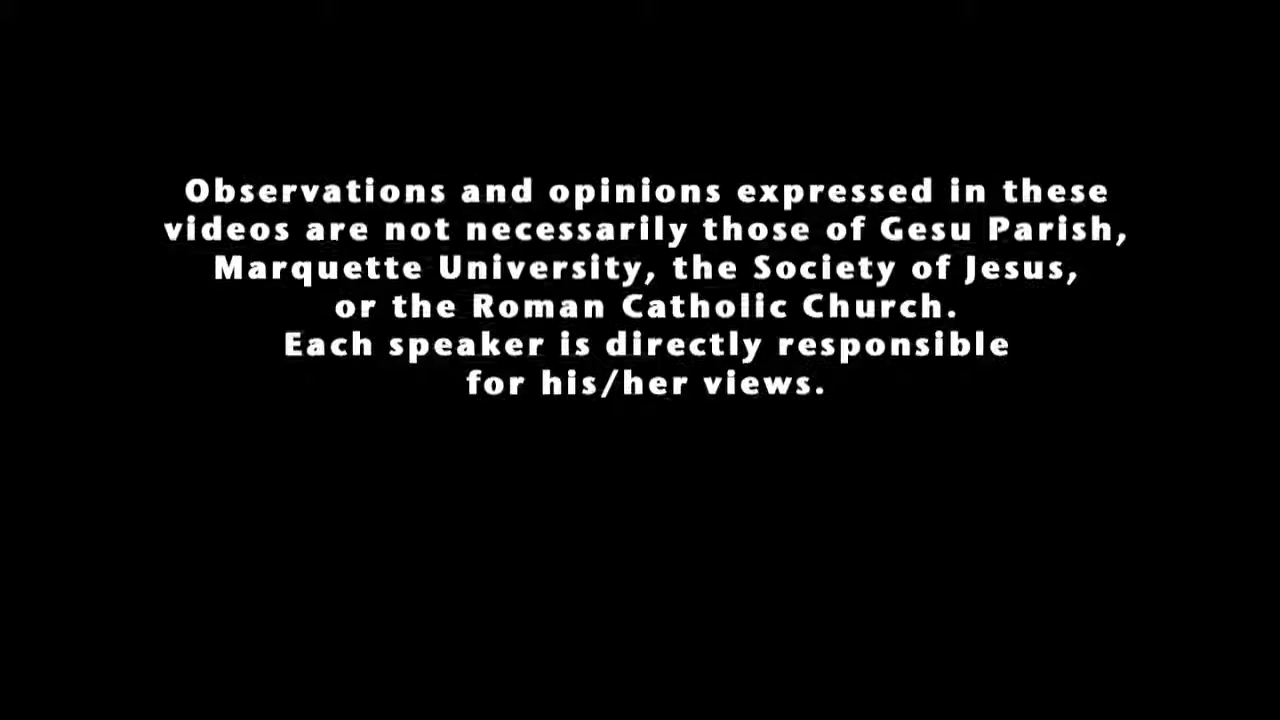 Observations and opinions expressed in these
videos are not necessarily those of Gesu Parish,
Marquette University, the Society of Jesus,
or the Roman Catholic Church.
Each speaker is directly responsible
for his/her views.